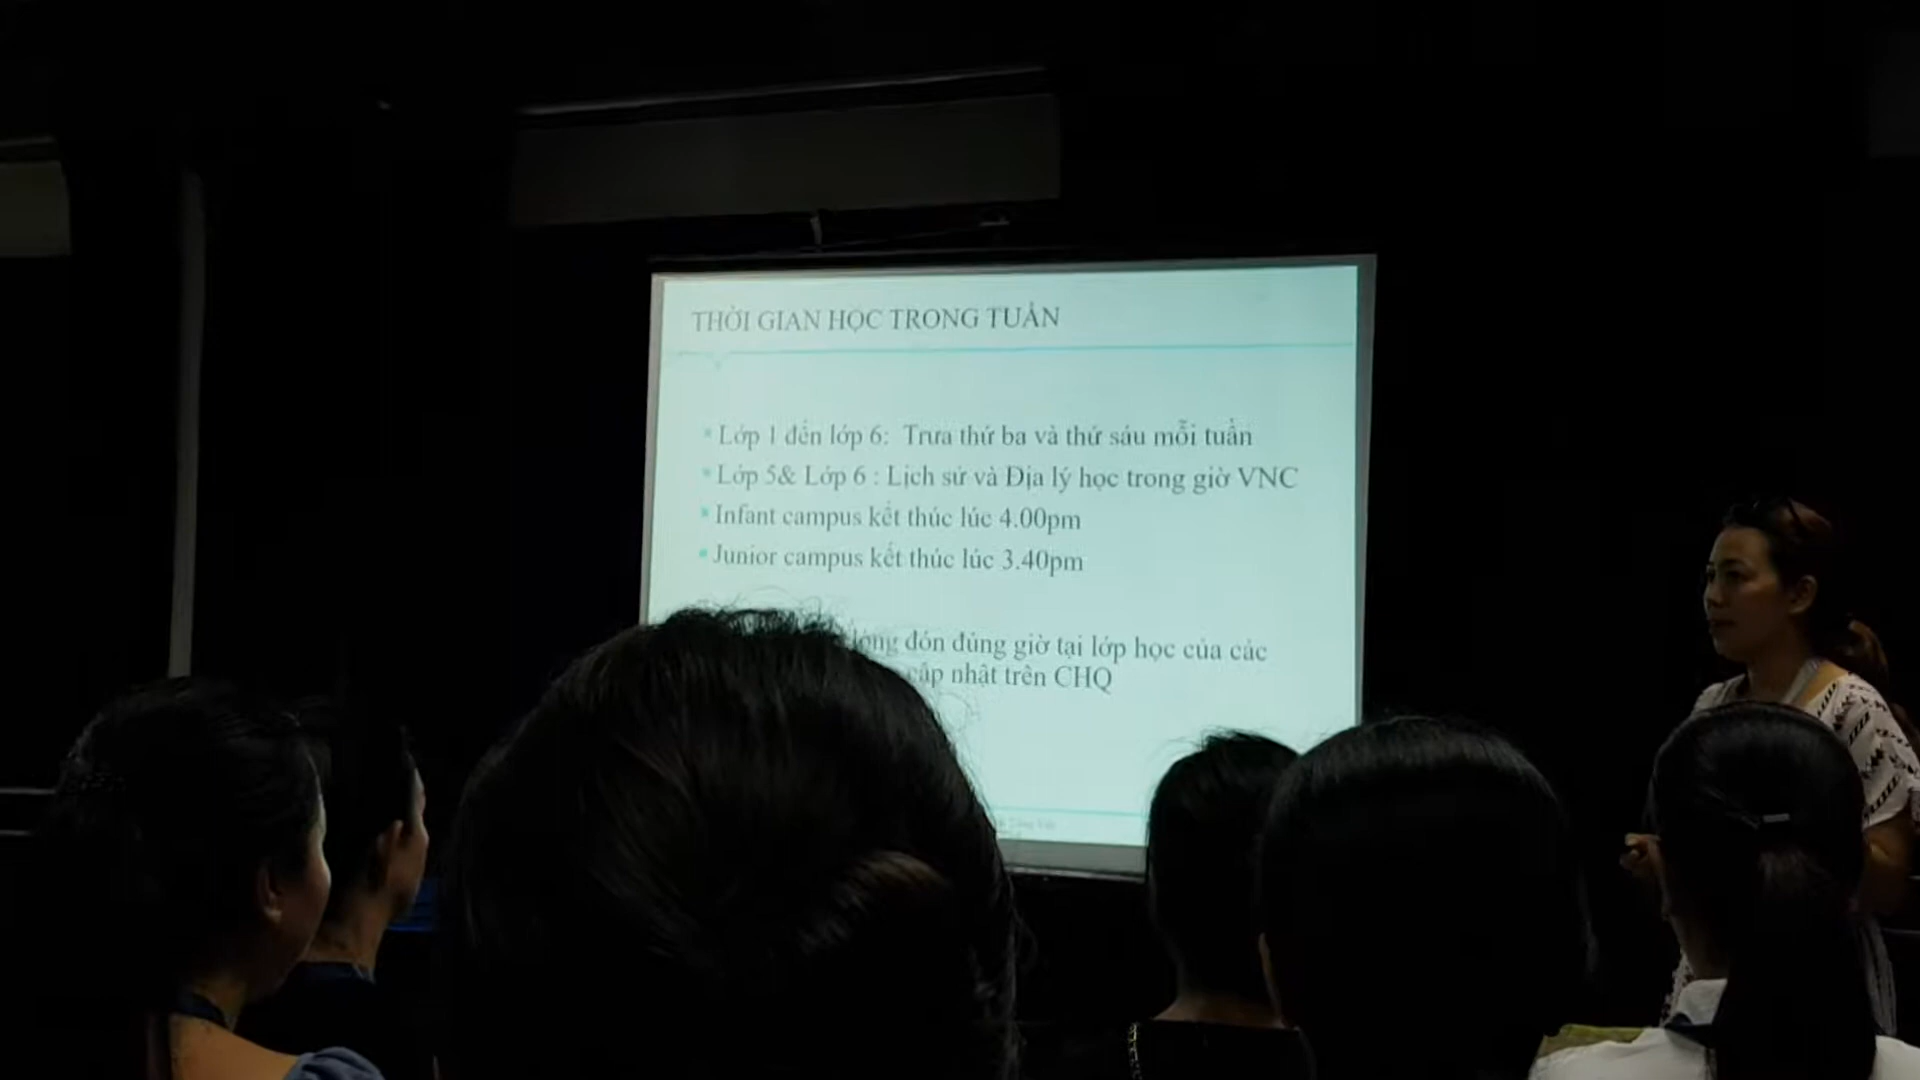 THỜI GIAN HỌC TRONG TUẦN
Lớp 1 đến lớp 6: Trưa thứ ba và thứ sáu mỗi tuần
Lớp 5& Lớp 6 : Lịch sử và Địa lý học trong giờ VNC
Infant campus kết thúc lúc 4.00pm
Junior campus kết thúc lúc 3.40pm
lòng đón đúng giờ tại lớp học của các
cập nhật trên CHQ